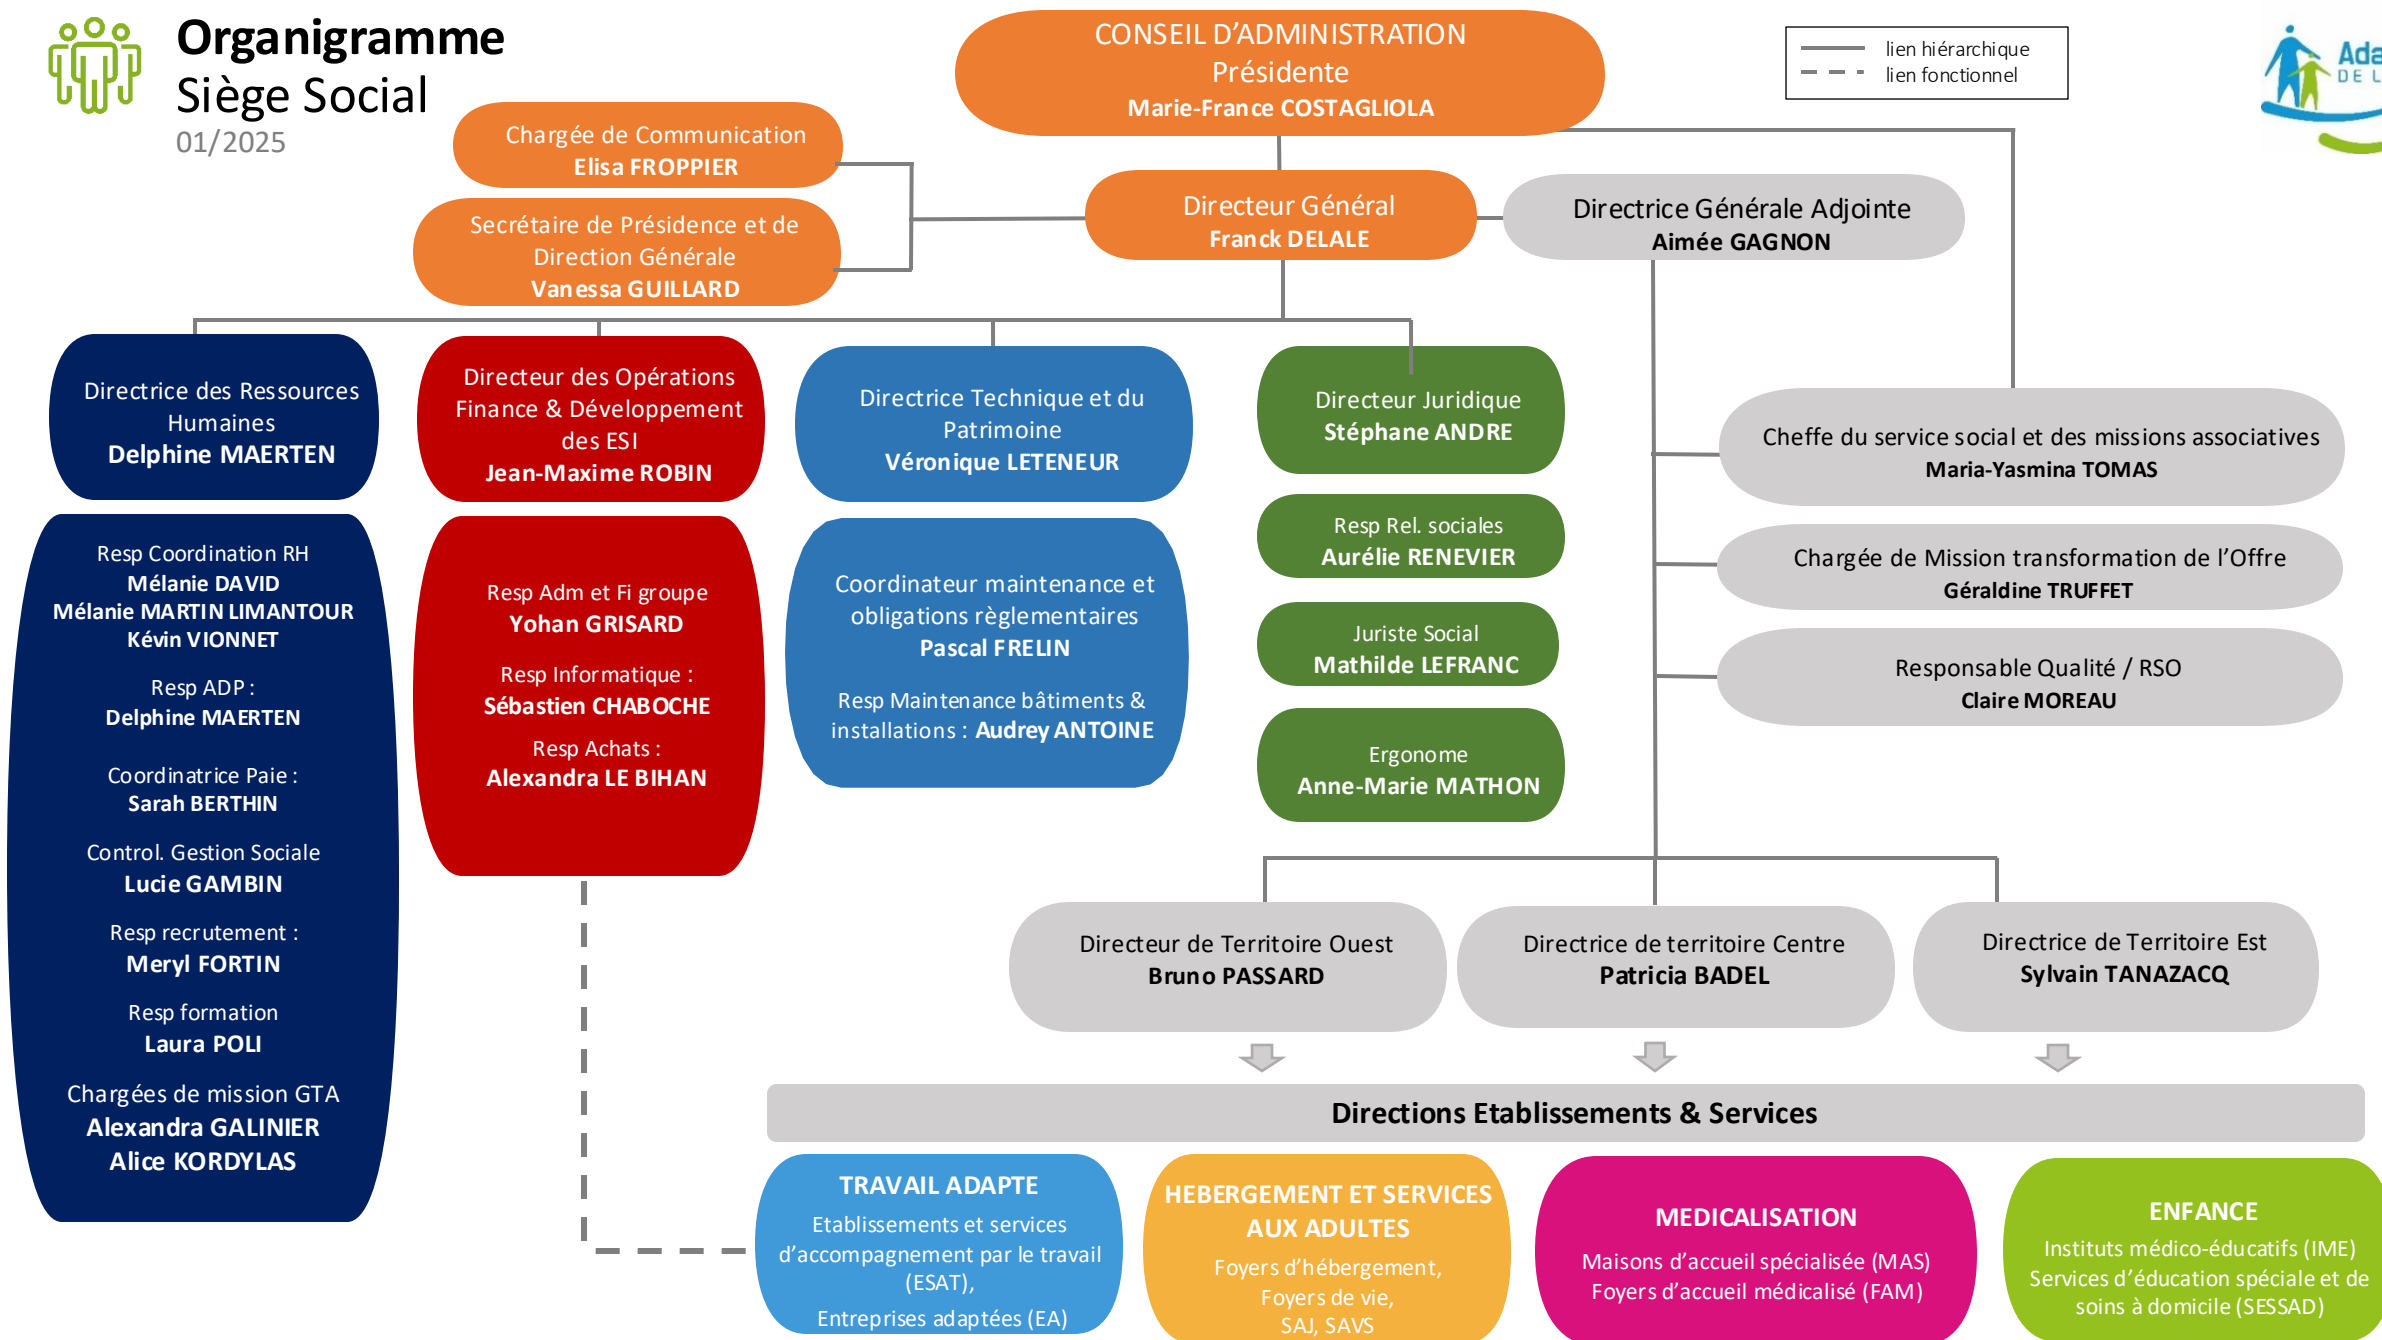 Organigramme
Siège Social
01/2025
CONSEIL D’ADMINISTRATION
Présidente
Marie-France COSTAGLIOLA
lien hiérarchique
lien fonctionnel
Chargée de Communication
Elisa FROPPIER
Secrétaire de Présidence et de
Direction Générale
Vanessa GUILLARD
Directeur Général
Franck DELALE
Directrice Générale Adjointe
Aimée GAGNON
Directrice des Ressources
Humaines
Delphine MAERTEN
Directeur des Opérations
Finance & Développement
des ESI
Jean-Maxime ROBIN
Directrice Technique et du
Patrimoine
Véronique LETENEUR
Directeur Juridique
Stéphane ANDRE
Cheffe du service social et des missions associatives
Maria-Yasmina TOMAS
Chargée de Mission transformation de l’Offre
Géraldine TRUFFET
Responsable Qualité / RSO
Claire MOREAU
Resp Coordination RH
Mélanie DAVID
Mélanie MARTIN LIMANTOUR
Kévin VIONNET
Resp ADP :
Delphine MAERTEN
Coordinatrice Paie :
Sarah BERTHIN
Control. Gestion Sociale
Lucie GAMBIN
Resp recrutement :
Meryl FORTIN
Resp formation
Laura POLI
Chargées de mission GTA
Alexandra GALINIER
Alice KORDYLAS
Resp Adm et Fi groupe
Yohan GRISARD
Resp Informatique :
Sébastien CHABOCHE
Resp Achats :
Alexandra LE BIHAN
Coordinateur maintenance et
obligations règlementaires
Pascal FRELIN
Resp Maintenance bâtiments &
installations : Audrey ANTOINE
Resp Rel. sociales
Aurélie RENEVIER
Juriste Social
Mathilde LEFRANC
Ergonome
Anne-Marie MATHON
Directeur de Territoire Ouest
Bruno PASSARD
Directrice de territoire Centre
Patricia BADEL
Directrice de Territoire Est
Sylvain TANAZACQ
Directions Etablissements & Services
TRAVAIL ADAPTE
Etablissements et services
d’accompagnement par le travail
(ESAT),
Entreprises adaptées (EA)
HEBERGEMENT ET SERVICES
AUX ADULTES
Foyers d’hébergement,
Foyers de vie,
SAJ, SAVS
MEDICALISATION
Maisons d’accueil spécialisée (MAS)
Foyers d’accueil médicalisé (FAM)
ENFANCE
Instituts médico-éducatifs (IME)
Services d’éducation spéciale et de
soins à domicile (SESSAD)